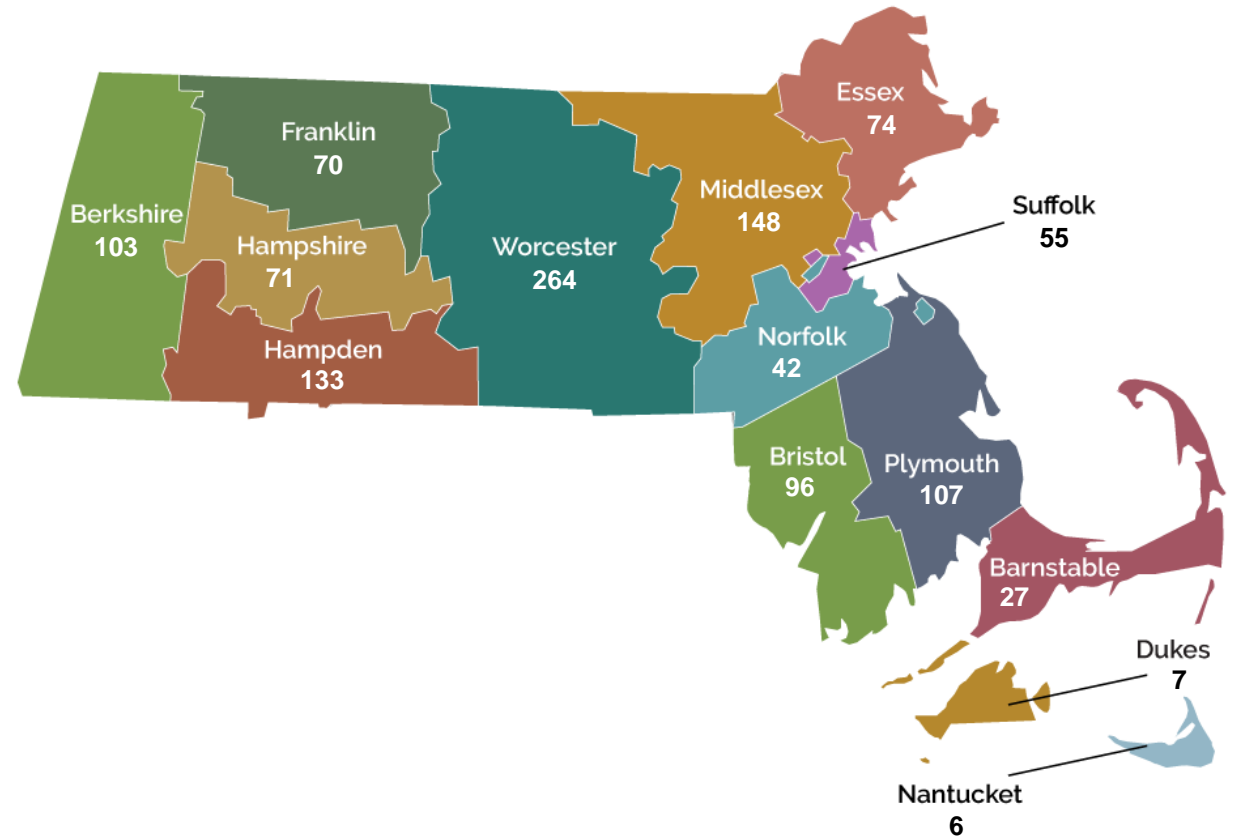 Essex
74
Franklin
70
Middlesex
148
Suffolk
55
Berkshire
103
Hampshire
71
Worcester
264
Norfolk
42
Hampden
133
Bristol
96
Plymouth
107
Barnstable
27
Dukes
7
Nantucket
6